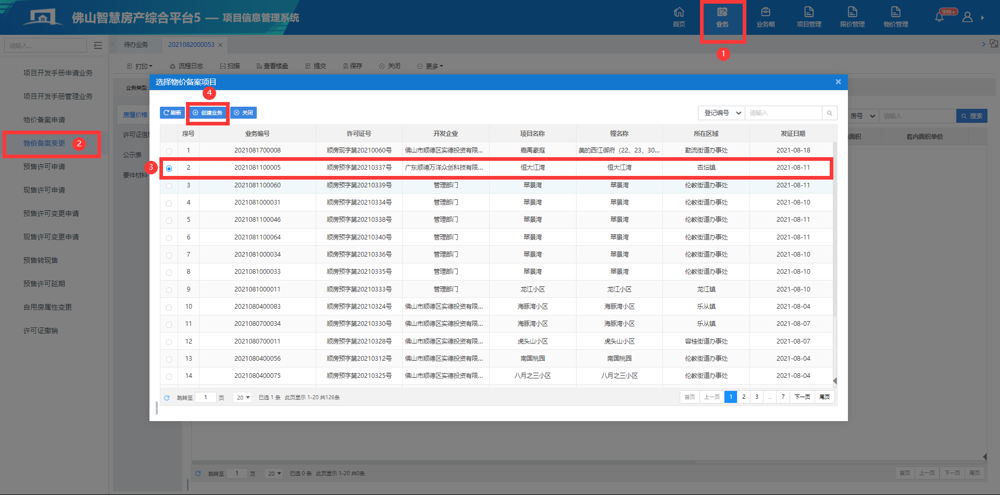 佛山智慧房产综合平台5 — 项目信息管理系统
首页
业务
业务箱
项目管理
限价管理
物价管理
999+
1
请输入...
待办业务
2021082000053
打印
流程日志
扫描
查看楼盘
提交
保存
关闭
更多
项目开发手册申请业务
项目开发手册管理业务
物价备案申请
物价备案变更
2
预售许可申请
现售许可申请
预售许可变更申请
现售许可变更申请
预售转现售
预售许可延期
自用房属性变更
许可证撤销
业务类型:
房屋价格
许可证信息
公示表
要件材料
选择物价备案项目
4
刷新
创建业务
关闭
登记编号
请输入
房号
请输入
搜索
套内面积单价
序号 业务编号 许可证号 开发企业 项目名称 幢名称 所在区域 发证日期
1 2021081700008 顺房现字第20210060号 佛山市顺德区实德投资有限... 嘉禹豪庭 美的西江御府（22、23、30... 勒流街道办事处 2021-08-18
3
2 2021081100005 顺房预字第20210337号 广东顺德万洋众创科技有限... 恒大江湾 恒大江湾 杏坛镇 2021-08-11
3 2021081100060 顺房预字第20210339号 管理部门 翠景湾 翠景湾 伦教街道办事处 2021-08-11
4 2021081000031 顺房预字第20210334号 管理部门 翠景湾 翠景湾 伦教街道办事处 2021-08-10
5 2021081100046 顺房预字第20210338号 管理部门 翠景湾 翠景湾 伦教街道办事处 2021-08-11
6 2021081100064 顺房预字第20210340号 管理部门 翠景湾 翠景湾 伦教街道办事处 2021-08-11
7 2021081000034 顺房预字第20210336号 管理部门 翠景湾 翠景湾 伦教街道办事处 2021-08-10
8 2021081000033 顺房预字第20210335号 管理部门 翠景湾 翠景湾 伦教街道办事处 2021-08-10
9 2021081000011 顺房预字第20210333号 管理部门 龙江小区 龙江小区 龙江镇 2021-08-10
10 2021080400083 顺房预字第20210324号 佛山市顺德区实德投资有限... 海豚湾小区 海豚湾小区 乐从镇 2021-08-04
11 2021080700034 顺房预字第20210330号 佛山市顺德区实德投资有限... 海豚湾小区 海豚湾小区 乐从镇 2021-08-07
12 2021080700011 顺房预字第20210328号 佛山市顺德区实德投资有限... 虎头山小区 虎头山小区 容桂街道办事处 2021-08-07
13 2021080400056 顺房预字第20210312号 佛山市顺德区实德投资有限... 南国桃园 南国桃园 伦教街道办事处 2021-08-04
14 2021080400075 顺房预字第20210325号 佛山市顺德区实德投资有限... 八月之三小区 八月之三小区 伦教街道办事处 2021-08-04
跳转至 1 页 20 已选 1 条 此页显示 1-20 共126条
首页 上一页 1 2 3 ... 7 下一页 尾页
跳转至 1 页 20 已选 0 条 此页显示 1-20 共0条
首页 上一页 下一页 尾页